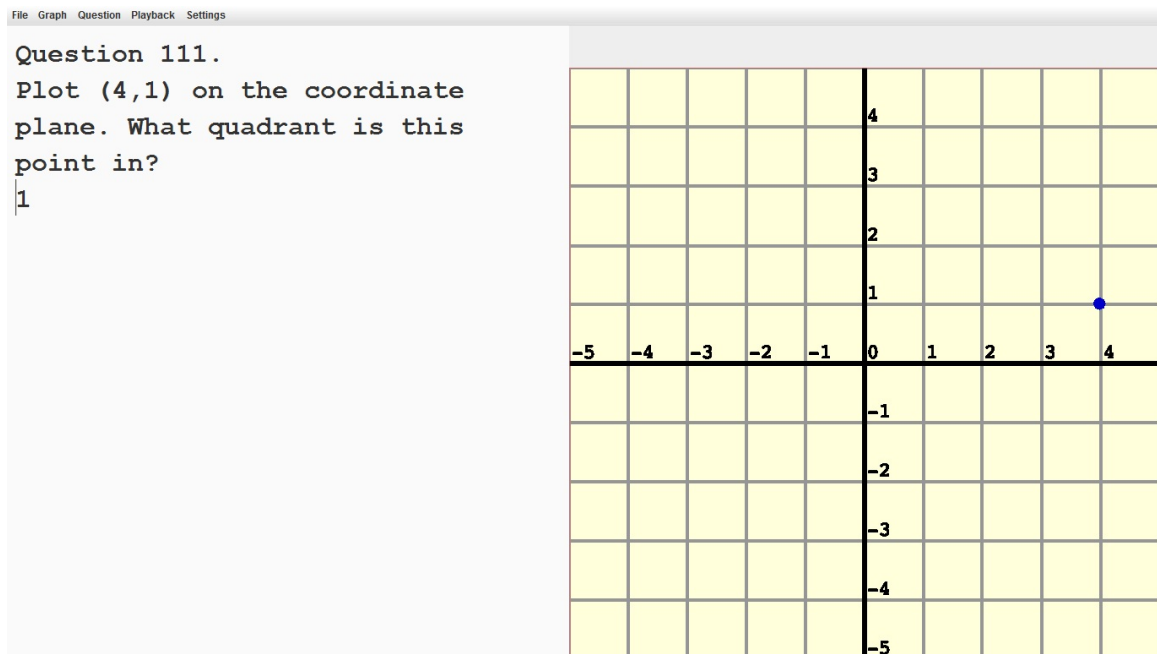 File Graph Question Playback Settings
Question 111.
Plot (4,1) on the coordinate
plane. What quadrant is this
point in?
1
4
3
2
1
-5 -4 -3 -2 -1 0 1 2 3 4
-1
-2
-3
-4
-5